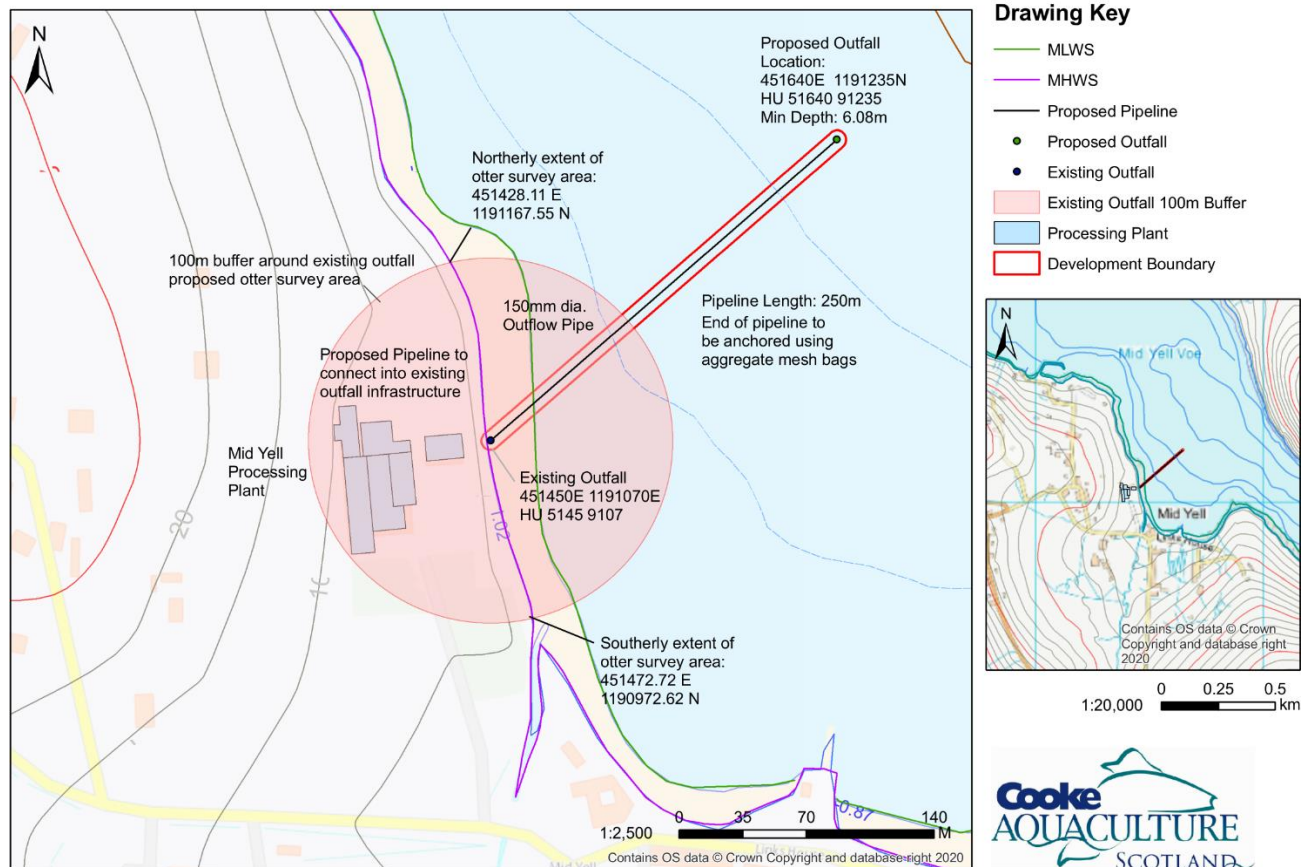 N
Proposed Outfall
Location:
451640E 1191235N
HU 51640 91235
Min Depth: 6.08m
Northerly extent of
otter survey area:
451428.11 E
1191167.55 N
100m buffer around existing outfall
proposed otter survey area
150mm dia.
Outflow Pipe
Pipeline Length: 250m
End of pipeline to
be anchored using
aggregate mesh bags
Proposed Pipeline to
connect into existing
outfall infrastructure
Mid Yell
Processing
Plant
Existing Outfall
451450E 1191070E
HU 5145 9107
20
10
1.02
Southerly extent of
otter survey area:
451472.72 E
1190972.62 N
-0.87
0 35 70 140
1:2,500 M
Links House
Mid Yell
Contains OS data © Crown Copyright and database right 2020
Drawing Key
MLWS
MHWS
Proposed Pipeline
Proposed Outfall
Existing Outfall
Existing Outfall 100m Buffer
Processing Plant
Development Boundary
N
Mid Yell Voe
Mid Yell
Links House
Contains OS data © Crown
Copyright and database right
2020
0 0.25 0.5
1:20,000 km
Cooke
AQUACULTURE
SCOTLAND